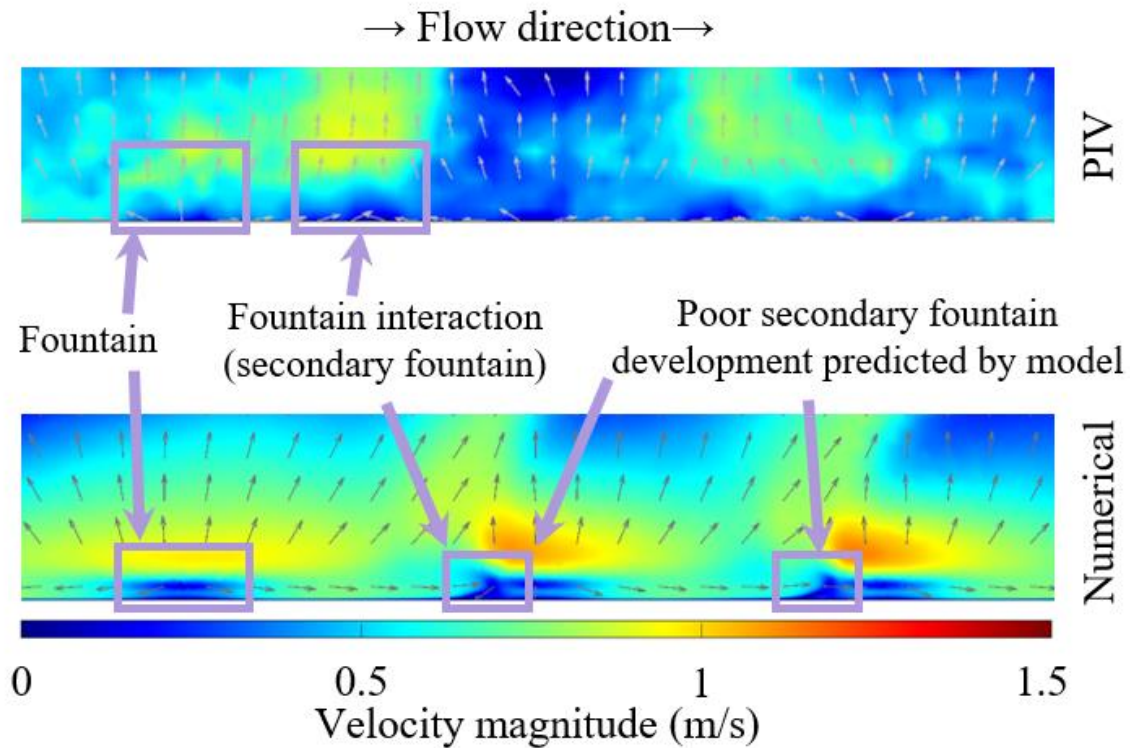 → Flow direction→
PIV
Fountain
Fountain interaction
(secondary fountain)
Poor secondary fountain
development predicted by model
Numerical
0
0.5
1
1.5
Velocity magnitude (m/s)